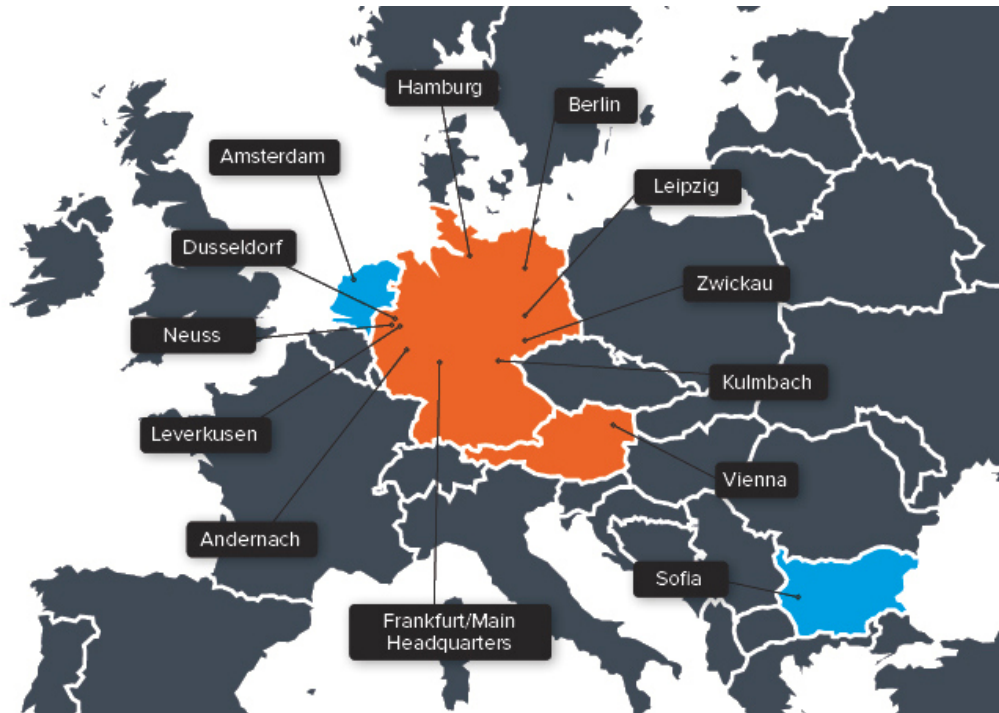 Hamburg
Berlin
Amsterdam
Leipzig
Dusseldorf
Zwickau
Neuss
Kulmbach
Leverkusen
Vienna
Andernach
Sofia
Frankfurt/Main
Headquarters